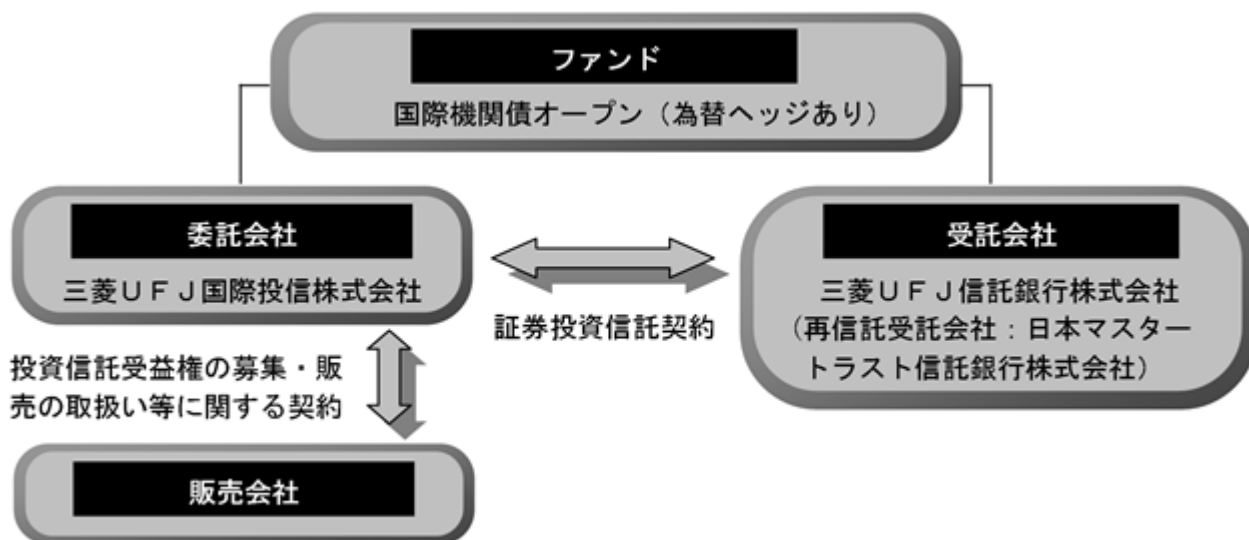 ファンド
国際機関債オープン（為替ヘッジあり）
委託会社
三菱ＵＦＪ国際投信株式会社
証券投資信託契約
受託会社
三菱ＵＦＪ信託銀行株式会社
（再信託受託会社：日本マスター
トラスト信託銀行株式会社）
投資信託受益権の募集・販
売の取扱い等に関する契約
販売会社